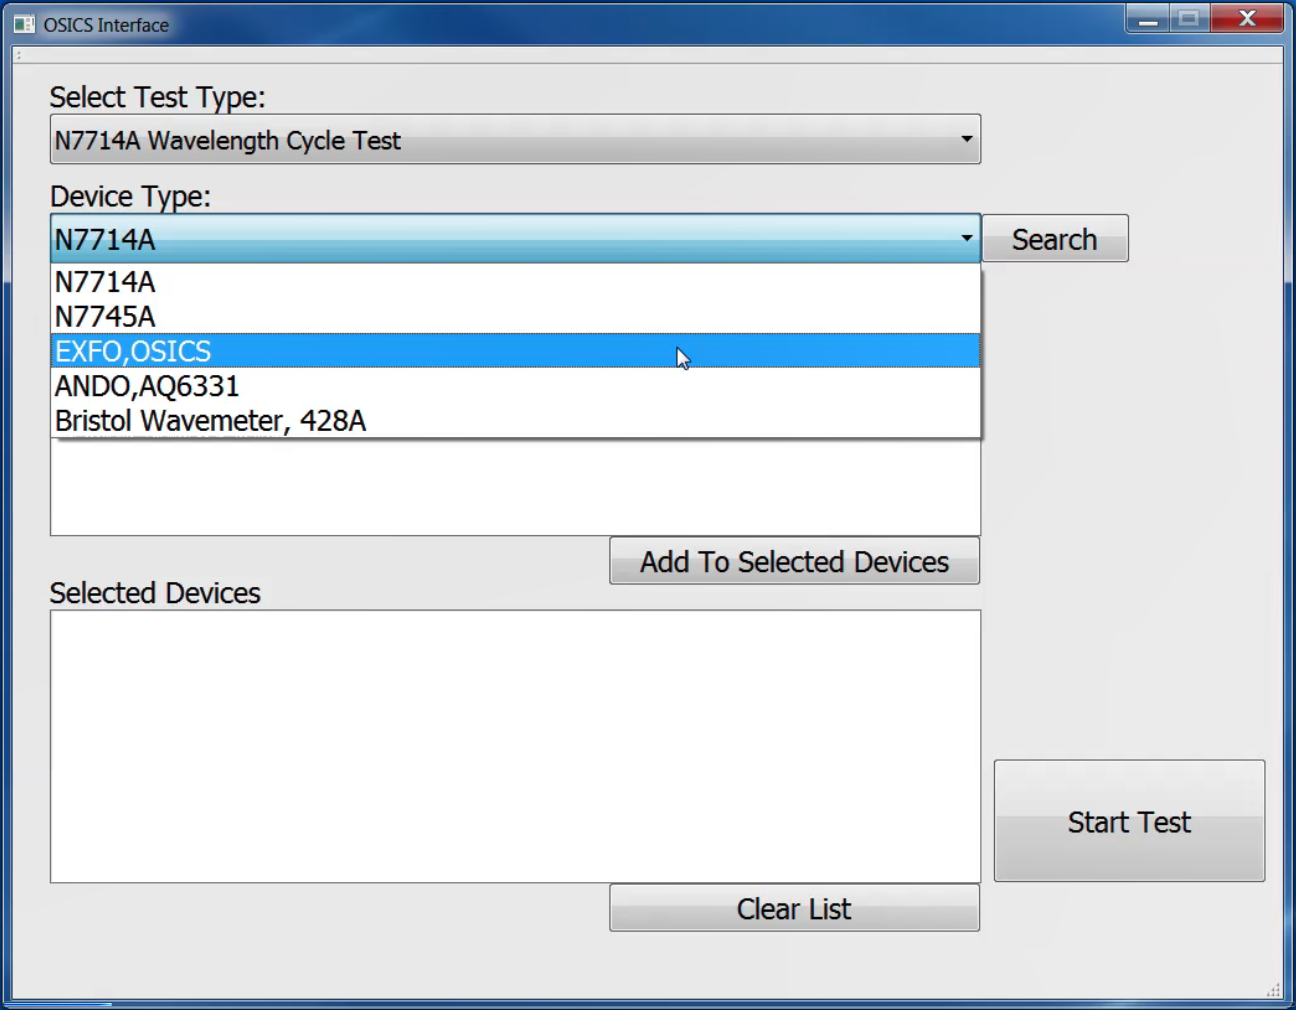 OSICS Interface
X
Select Test Type:
N7714A Wavelength Cycle Test
Device Type:
N7714A
Search
N7714A
N7745A
EXFO,OSICS
ANDO,AQ6331
Bristol Wavemeter, 428A
Add To Selected Devices
Selected Devices
Start Test
Clear List